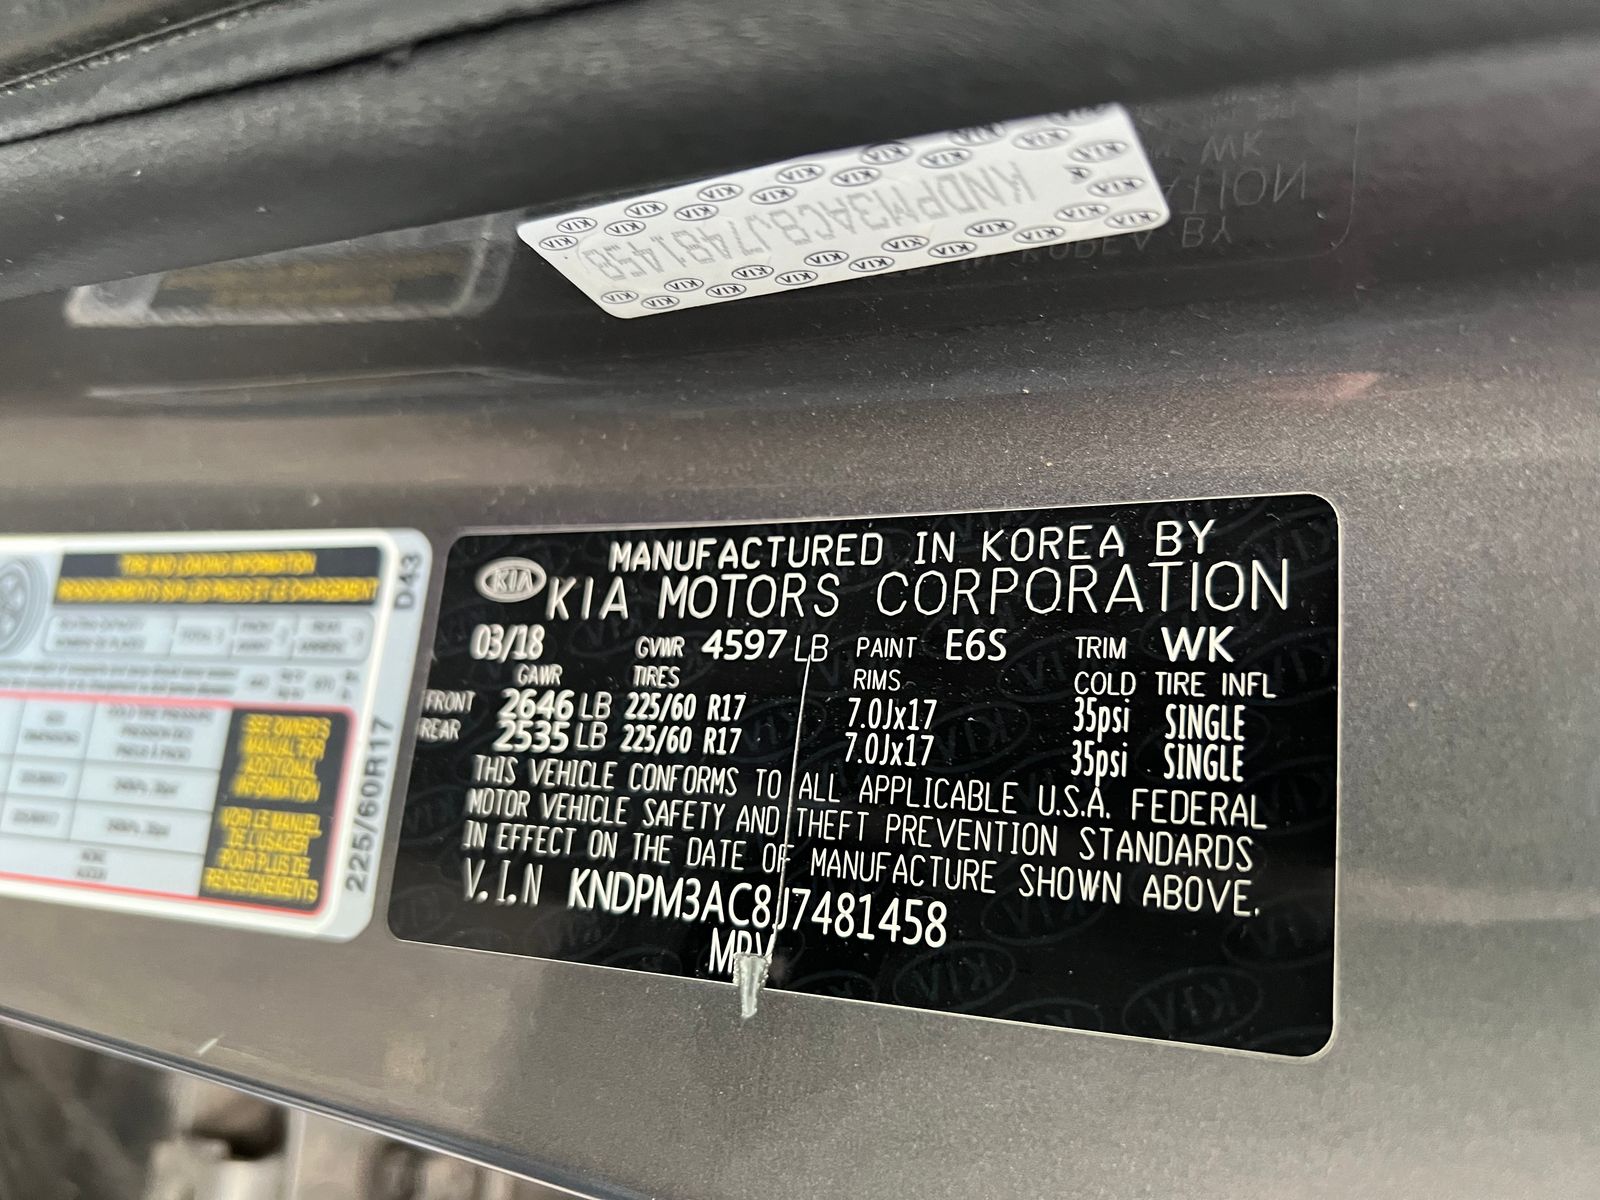 KNDPM3AC8J7481458
MANUFACTURED IN KOREA BY
KIA KIA MOTORS CORPORATION
03/18 GVWR 4597 LB PAINT E6S TRIM WK
GAWR TIRES RIMS COLD TIRE INFL
FRONT 2646 LB 225/60 R17 7.0Jx17 35psi SINGLE
REAR 2535 LB 225/60 R17 7.0Jx17 35psi SINGLE
THIS VEHICLE CONFORMS TO ALL APPLICABLE U.S.A. FEDERAL
MOTOR VEHICLE SAFETY AND THEFT PREVENTION STANDARDS
IN EFFECT ON THE DATE OF MANUFACTURE SHOWN ABOVE.
V.I.N KNDPM3AC8J7481458
MPV
TIRE AND LOADING INFORMATION
RENSEIGNEMENTS SUR LES PNEUS ET LE CHARGEMENT
SEE OWNER'S
MANUAL FOR
ADDITIONAL
INFORMATION
VOIR LE MANUEL
DE L'USAGER
POUR PLUS DE
RENSEIGNEMENTS
225/60R17 D43